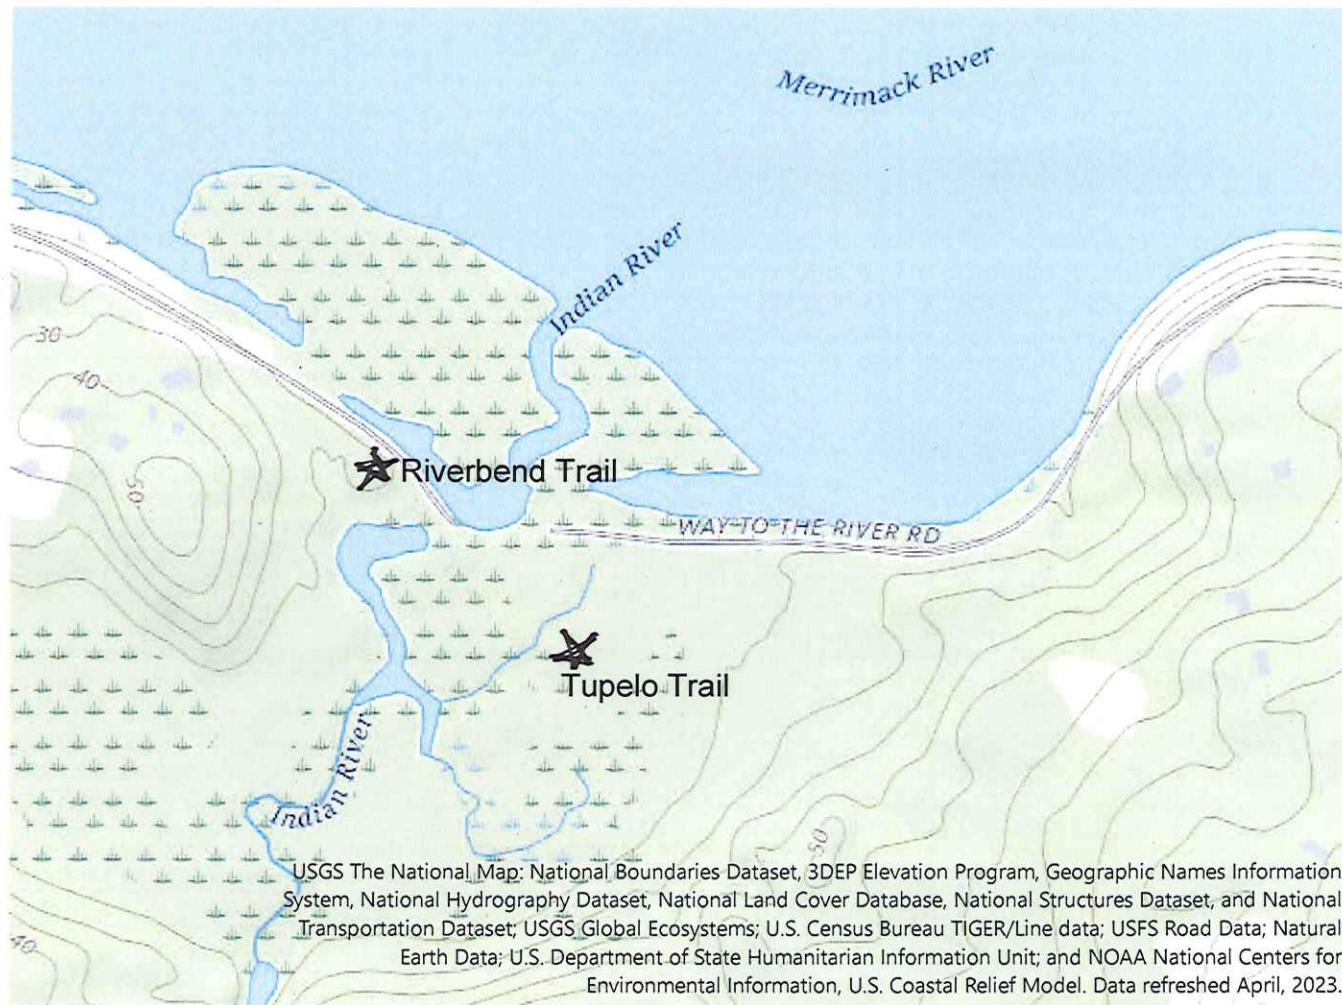 Merrimack River
Indian River
30
40
50
Riverbend Trail
WAY TO THE RIVER RD
Tupelo Trail
Indian River
50
40
USGS The National Map: National Boundaries Dataset, 3DEP Elevation Program, Geographic Names Information
System, National Hydrography Dataset, National Land Cover Database, National Structures Dataset, and National
Transportation Dataset; USGS Global Ecosystems; U.S. Census Bureau TIGER/Line data; USFS Road Data; Natural
Earth Data; U.S. Department of State Humanitarian Information Unit; and NOAA National Centers for
Environmental Information, U.S. Coastal Relief Model. Data refreshed April, 2023.